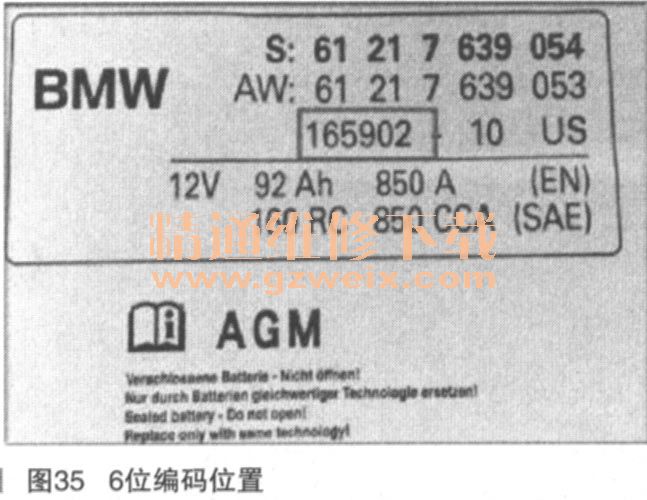 S: 61 21 7 639 054
BMW
AW: 61 21 7 639 053
165902 - 10 US
12V 92 Ah 850 A (EN)
RC 850 CCA (SAE)
精通维修下载
www.gzweix.com
AGM
Verschlossene Batterie - Nicht öffnen!
Nur durch Batterien gleichwertiger Technologie ersetzen!
Sealed battery - Do not open!
Replace only with same technology!
图35 6位编码位置